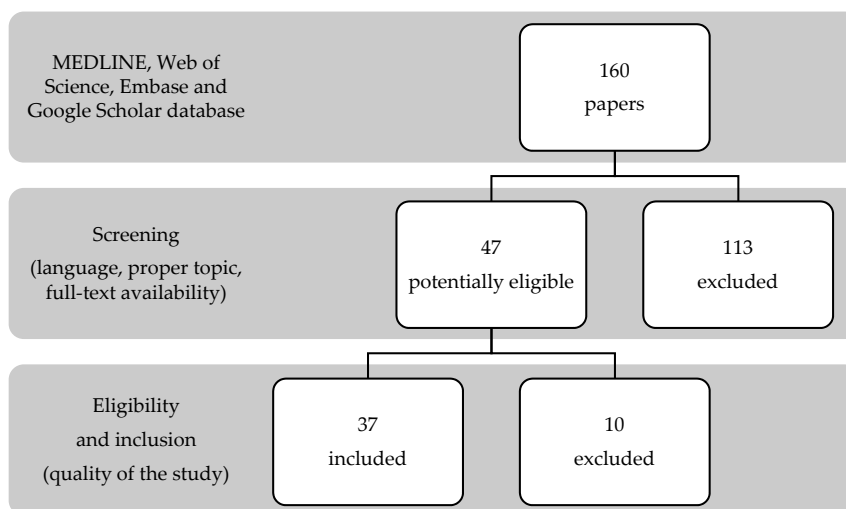 MEDLINE, Web of
Science, Embase and
Google Scholar database
160
papers
Screening
(language, proper topic,
full-text availability)
47
potentially eligible
113
excluded
Eligibility
and inclusion
(quality of the study)
37
included
10
excluded